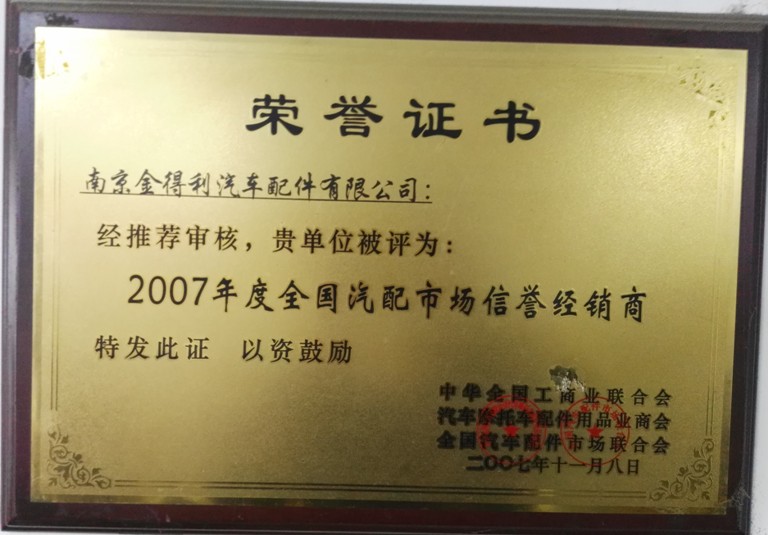 荣誉证书
南京金得利汽车配件有限公司：
经推荐审核，贵单位被评为：
2007年度全国汽配市场信誉经销商
特发此证 以资鼓励
中华全国工商业联合会
汽车摩托车配件用品业商会
全国汽车配件市场联合会
二〇〇七年十一月八日